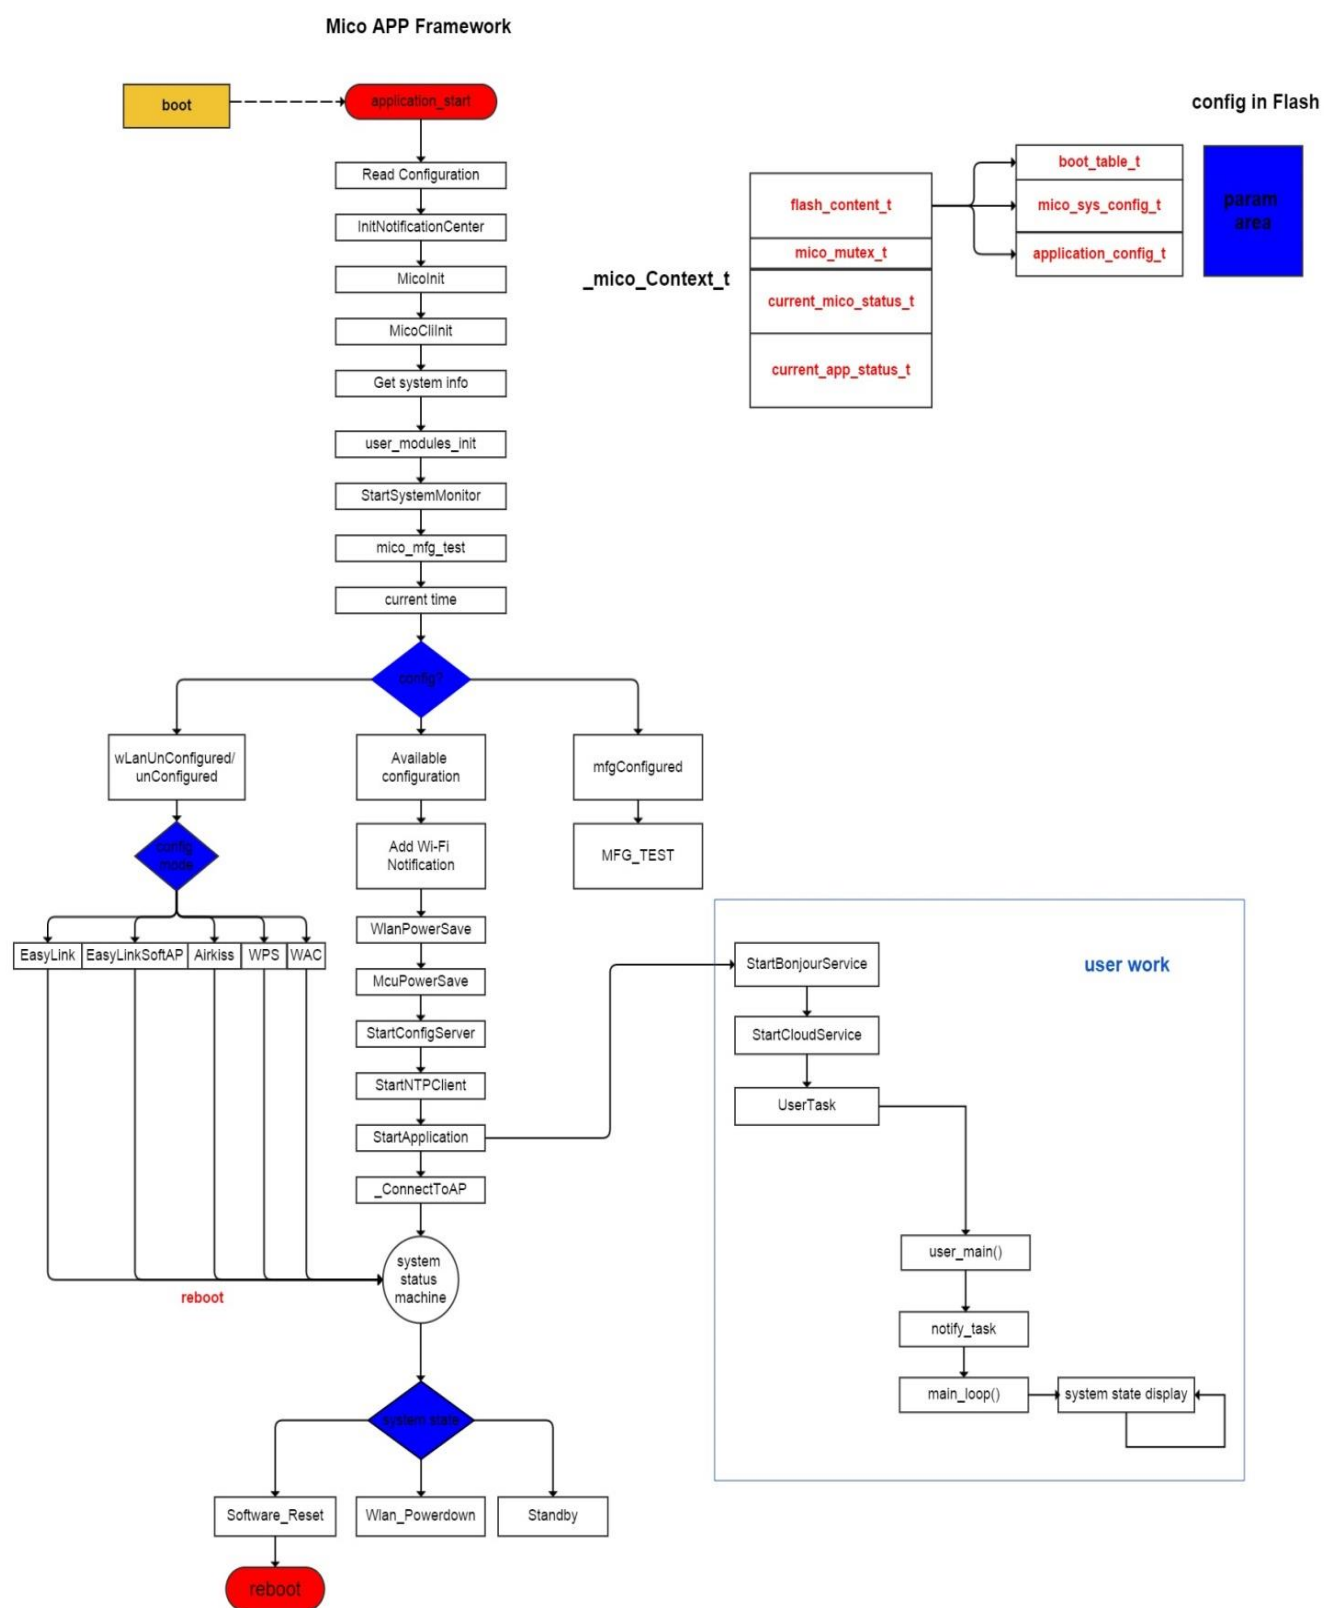 Mico APP Framework
boot
application_start
config in Flash
Read Configuration
InitNotificationCenter
MicoInit
MicoCliInit
Get system info
user_modules_init
StartSystemMonitor
mico_mfg_test
current time
_mico_Context_t
flash_content_t
mico_mutex_t
current_mico_status_t
current_app_status_t
boot_table_t
mico_sys_config_t
application_config_t
param
area
config?
wLanUnConfigured/
unConfigured
Available
configuration
mfgConfigured
config
mode
Add Wi-Fi
Notification
MFG_TEST
EasyLink
EasyLinkSoftAP
Airkiss
WPS
WAC
WlanPowerSave
McuPowerSave
StartConfigServer
StartNTPClient
StartApplication
_ConnectToAP
system
status
machine
reboot
user work
StartBonjourService
StartCloudService
UserTask
user_main()
notify_task
main_loop()
system state display
system state
Software_Reset
Wlan_Powerdown
Standby
reboot